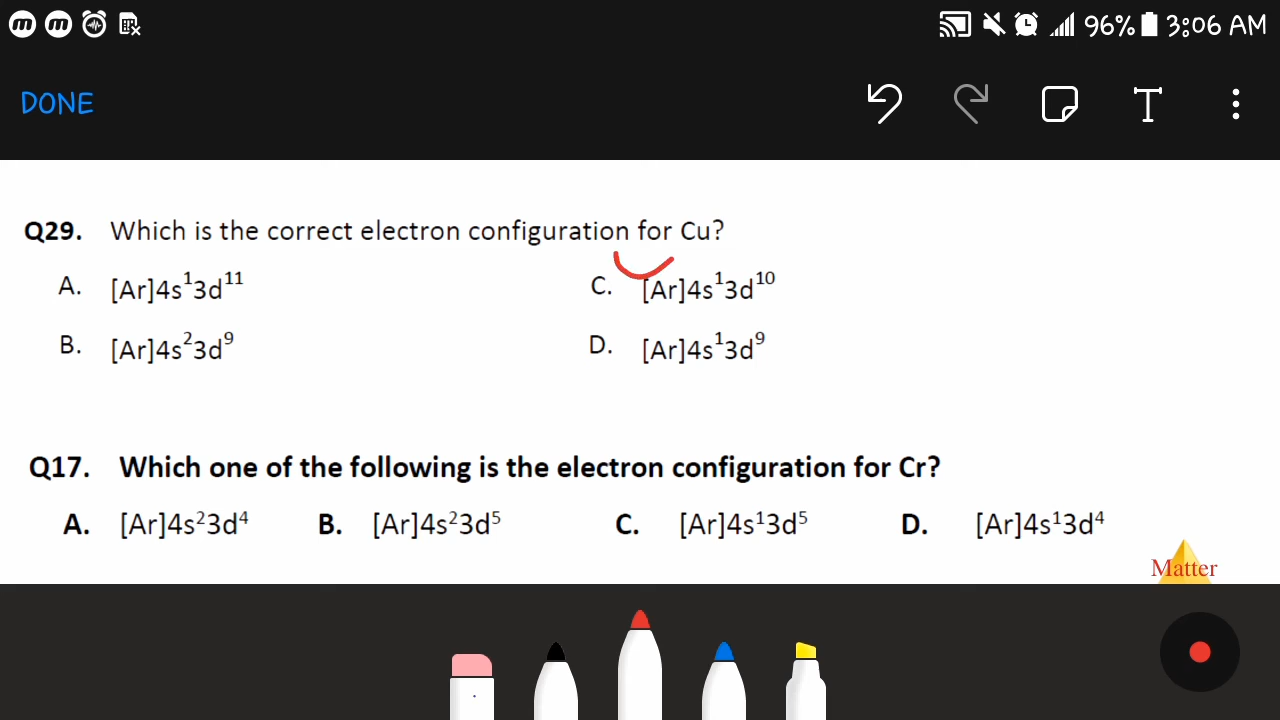 96% 3:06 AM
DONE
T
Q29. Which is the correct electron configuration for Cu?
A. [Ar]4s¹3d¹¹ C. [Ar]4s¹3d¹⁰
B. [Ar]4s²3d⁹ D. [Ar]4s¹3d⁹
Q17. Which one of the following is the electron configuration for Cr?
A. [Ar]4s²3d⁴ B. [Ar]4s²3d⁵ C. [Ar]4s¹3d⁵ D. [Ar]4s¹3d⁴
Matter